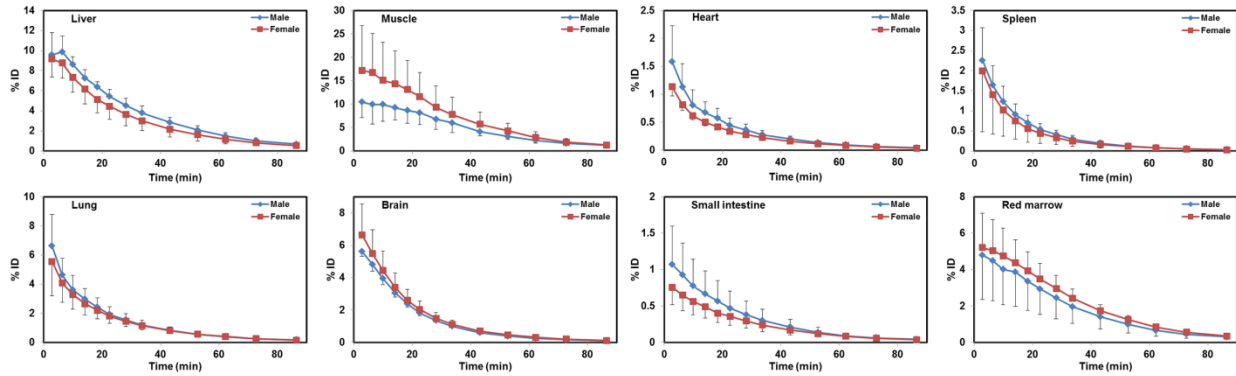 Liver
Male
Female
% ID
14
12
10
8
6
4
2
0
0 20 40 60 80
Time (min)
Muscle
Male
Female
% ID
30
25
20
15
10
5
0
0 20 40 60 80
Time (min)
Heart
Male
Female
% ID
2.5
2
1.5
1
0.5
0
0 20 40 60 80
Time (min)
Spleen
Male
Female
% ID
3.5
3
2.5
2
1.5
1
0.5
0
0 20 40 60 80
Time (min)
Lung
Male
Female
% ID
10
8
6
4
2
0
0 20 40 60 80
Time (min)
Brain
Male
Female
% ID
8
6
4
2
0
0 20 40 60 80
Time (min)
Small intestine
Male
Female
% ID
2
1.5
1
0.5
0
0 20 40 60 80
Time (min)
Red marrow
Male
Female
% ID
8
6
4
2
0
0 20 40 60 80
Time (min)